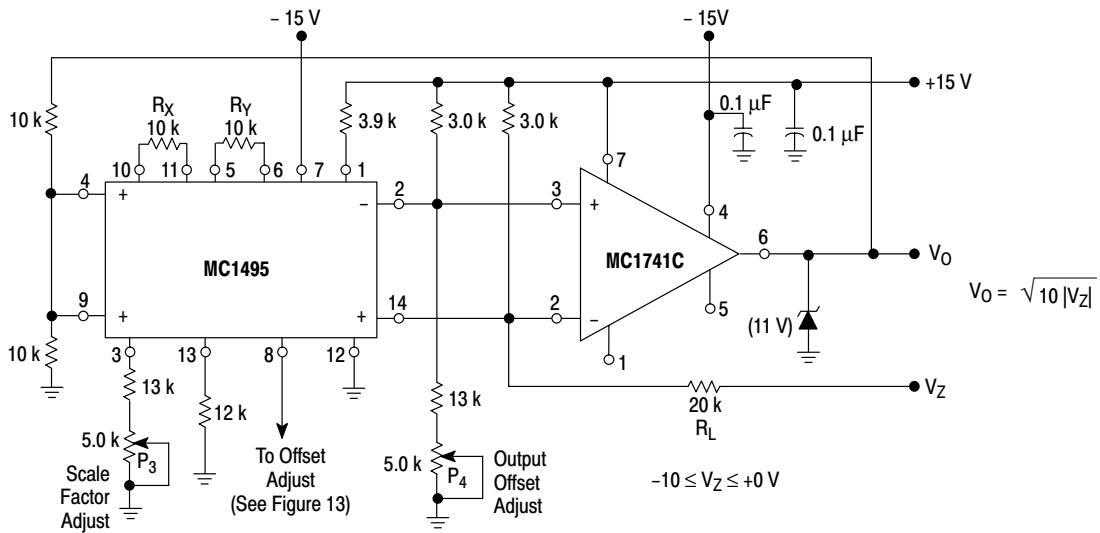 – 15 V
– 15V
+15 V
10 k
RX
10 k
RY
10 k
3.9 k
3.0 k
3.0 k
0.1 µF
0.1 µF
10
11
5
6
7
1
7
4
+
–
2
3
+
4
6
VO
MC1495
MC1741C
VO = √10 |VZ|
9
+
+
14
2
–
5
(11 V)
10 k
3
13
8
12
1
VZ
13 k
12 k
13 k
20 k
RL
5.0 k
P3
Scale
Factor
Adjust
To Offset
Adjust
(See Figure 13)
5.0 k
P4
Output
Offset
Adjust
–10 ≤ VZ ≤ +0 V